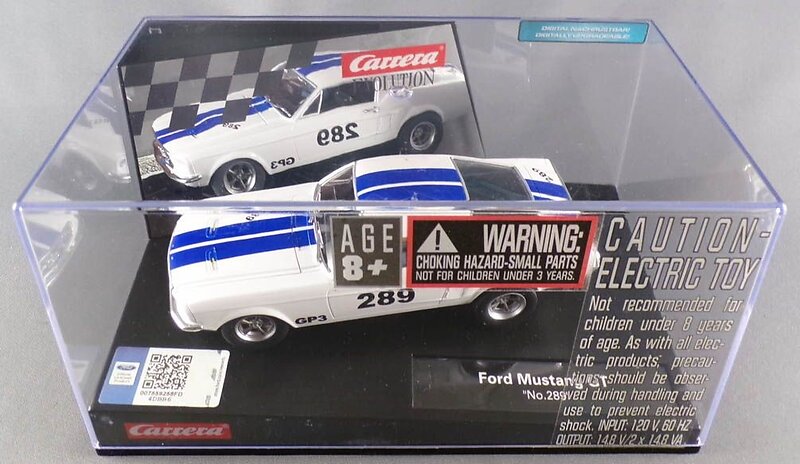 DIGITAL NACHRÜSTBAR!
DIGITALLY UPGRADEABLE!
Carrera
EVOLUTION
289
GP3
AGE
8+
WARNING:
CHOKING HAZARD-SMALL PARTS
NOT FOR CHILDREN UNDER 3 YEARS.
CAUTION-
ELECTRIC TOY
Not recommended for
children under 8 years
of age. As with all elec-
tric products, precau-
tions should be obser-
ved during handling and
use to prevent electric
shock. INPUT: 120 V, 60 HZ
OUTPUT: 14.8 V/2 x 14.8 VA
289
GP3
Ford Mustang GT
"No.289"
Carrera